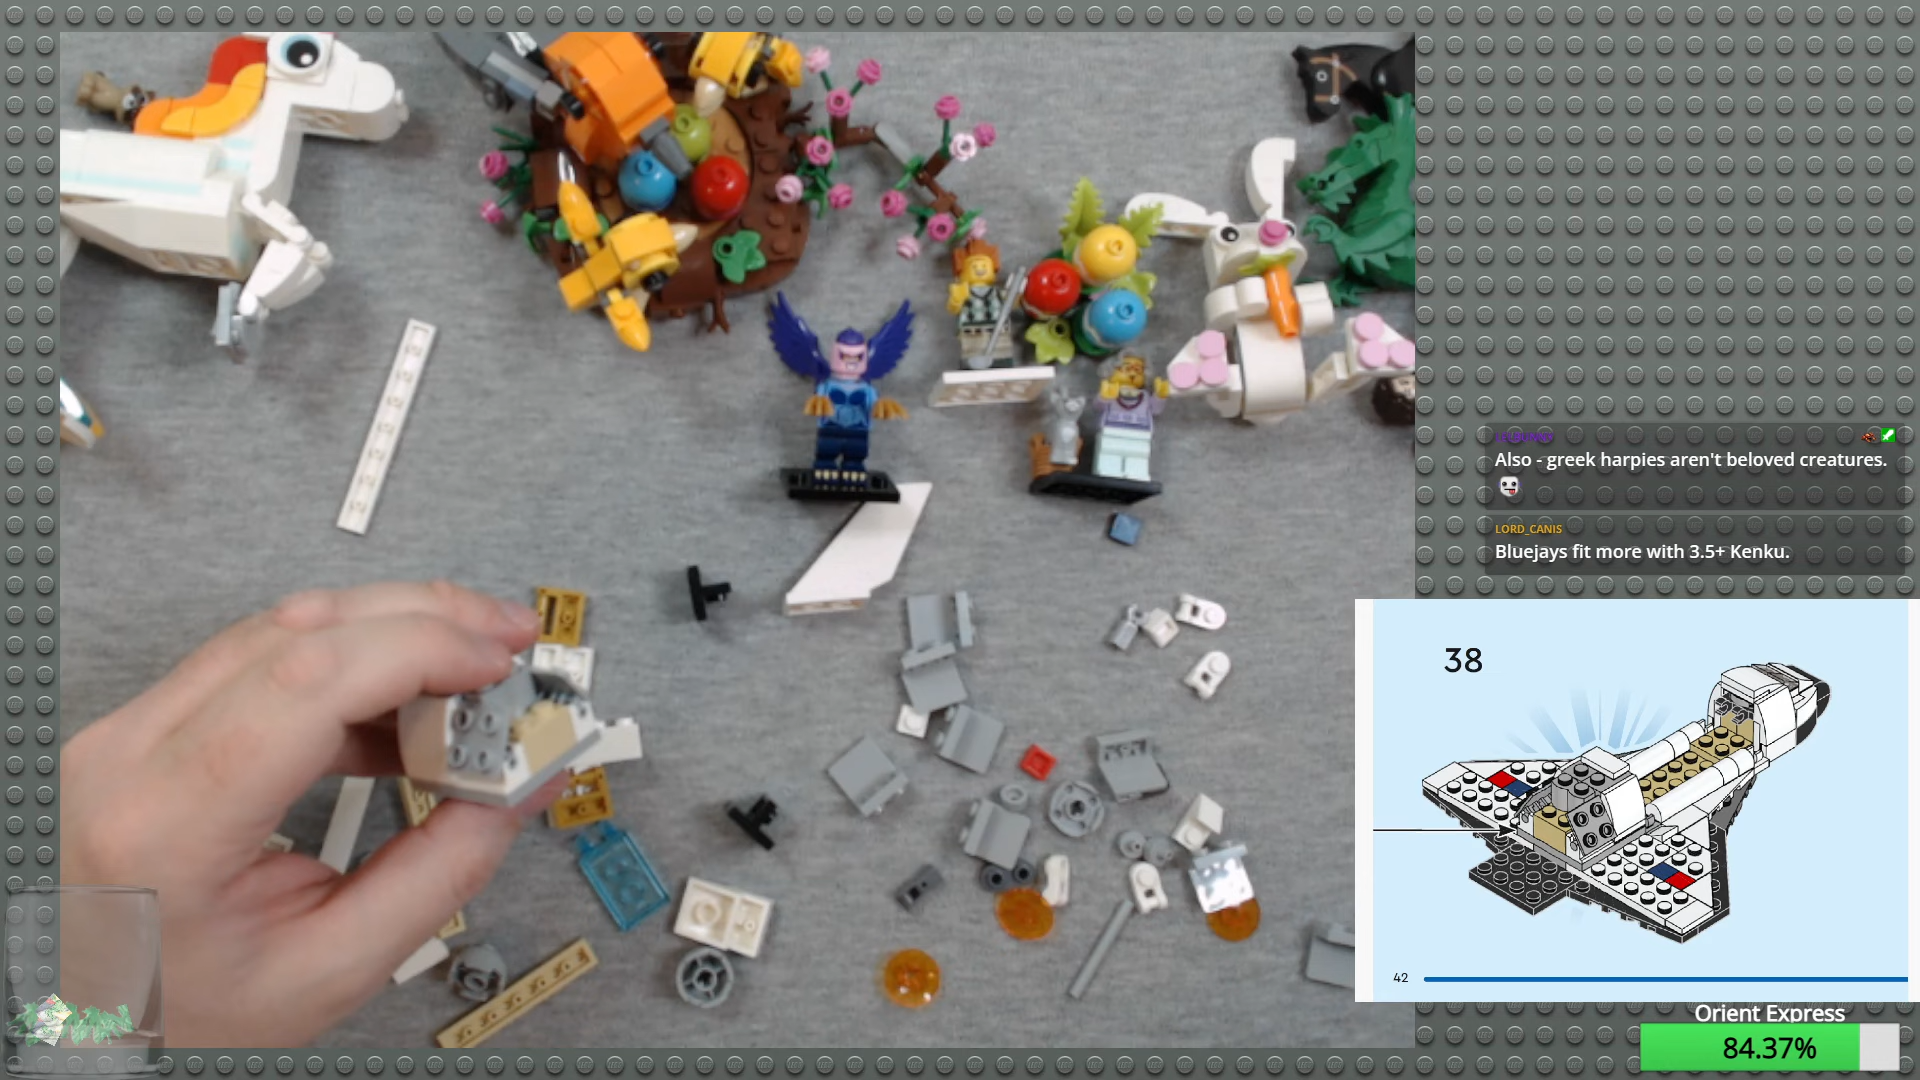 Also - greek harpies aren't beloved creatures.
LORD_CANIS
Bluejays fit more with 3.5+ Kenku.
38
42
Orient Express
84.37%